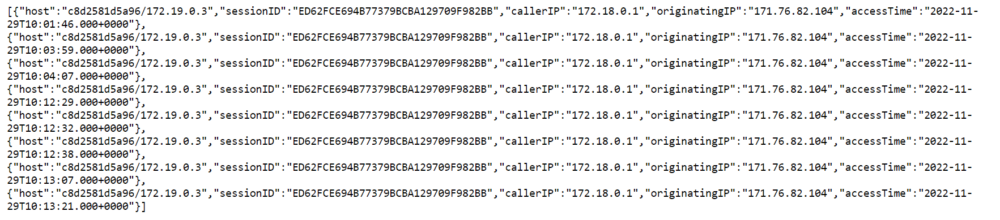 [{"host":"c8d2581d5a96/172.19.0.3","sessionID":"ED62FCE694B77379BCBA129709F982BB","callerIP":"172.18.0.1","originatingIP":"171.76.82.104","accessTime":"2022-11-
29T10:01:46.000+0000"},
{"host":"c8d2581d5a96/172.19.0.3","sessionID":"ED62FCE694B77379BCBA129709F982BB","callerIP":"172.18.0.1","originatingIP":"171.76.82.104","accessTime":"2022-11-
29T10:03:59.000+0000"},
{"host":"c8d2581d5a96/172.19.0.3","sessionID":"ED62FCE694B77379BCBA129709F982BB","callerIP":"172.18.0.1","originatingIP":"171.76.82.104","accessTime":"2022-11-
29T10:04:07.000+0000"},
{"host":"c8d2581d5a96/172.19.0.3","sessionID":"ED62FCE694B77379BCBA129709F982BB","callerIP":"172.18.0.1","originatingIP":"171.76.82.104","accessTime":"2022-11-
29T10:12:29.000+0000"},
{"host":"c8d2581d5a96/172.19.0.3","sessionID":"ED62FCE694B77379BCBA129709F982BB","callerIP":"172.18.0.1","originatingIP":"171.76.82.104","accessTime":"2022-11-
29T10:12:32.000+0000"},
{"host":"c8d2581d5a96/172.19.0.3","sessionID":"ED62FCE694B77379BCBA129709F982BB","callerIP":"172.18.0.1","originatingIP":"171.76.82.104","accessTime":"2022-11-
29T10:12:38.000+0000"},
{"host":"c8d2581d5a96/172.19.0.3","sessionID":"ED62FCE694B77379BCBA129709F982BB","callerIP":"172.18.0.1","originatingIP":"171.76.82.104","accessTime":"2022-11-
29T10:13:07.000+0000"},
{"host":"c8d2581d5a96/172.19.0.3","sessionID":"ED62FCE694B77379BCBA129709F982BB","callerIP":"172.18.0.1","originatingIP":"171.76.82.104","accessTime":"2022-11-
29T10:13:21.000+0000"}]